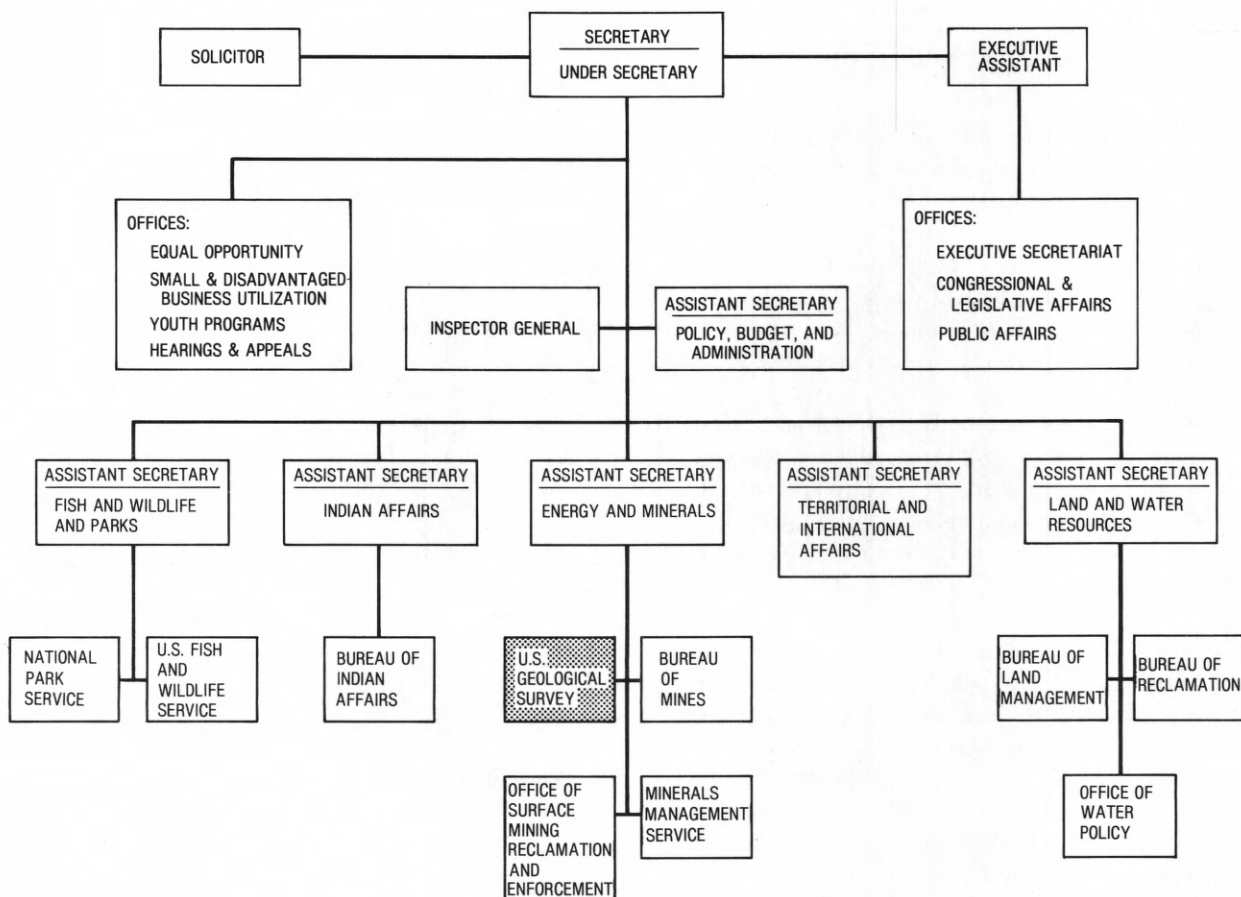 SOLICITOR
SECRETARY
UNDER SECRETARY
EXECUTIVE
ASSISTANT
OFFICES:
EQUAL OPPORTUNITY
SMALL & DISADVANTAGED
BUSINESS UTILIZATION
YOUTH PROGRAMS
HEARINGS & APPEALS
INSPECTOR GENERAL
ASSISTANT SECRETARY
POLICY, BUDGET, AND
ADMINISTRATION
OFFICES:
EXECUTIVE SECRETARIAT
CONGRESSIONAL &
LEGISLATIVE AFFAIRS
PUBLIC AFFAIRS
ASSISTANT SECRETARY
FISH AND WILDLIFE
AND PARKS
ASSISTANT SECRETARY
INDIAN AFFAIRS
ASSISTANT SECRETARY
ENERGY AND MINERALS
ASSISTANT SECRETARY
TERRITORIAL AND
INTERNATIONAL
AFFAIRS
ASSISTANT SECRETARY
LAND AND WATER
RESOURCES
NATIONAL
PARK
SERVICE
U.S. FISH
AND
WILDLIFE
SERVICE
BUREAU OF
INDIAN
AFFAIRS
U.S.
GEOLOGICAL
SURVEY
BUREAU
OF
MINES
BUREAU OF
LAND
MANAGEMENT
BUREAU OF
RECLAMATION
OFFICE OF
SURFACE
MINING
RECLAMATION
AND
ENFORCEMENT
MINERALS
MANAGEMENT
SERVICE
OFFICE OF
WATER
POLICY